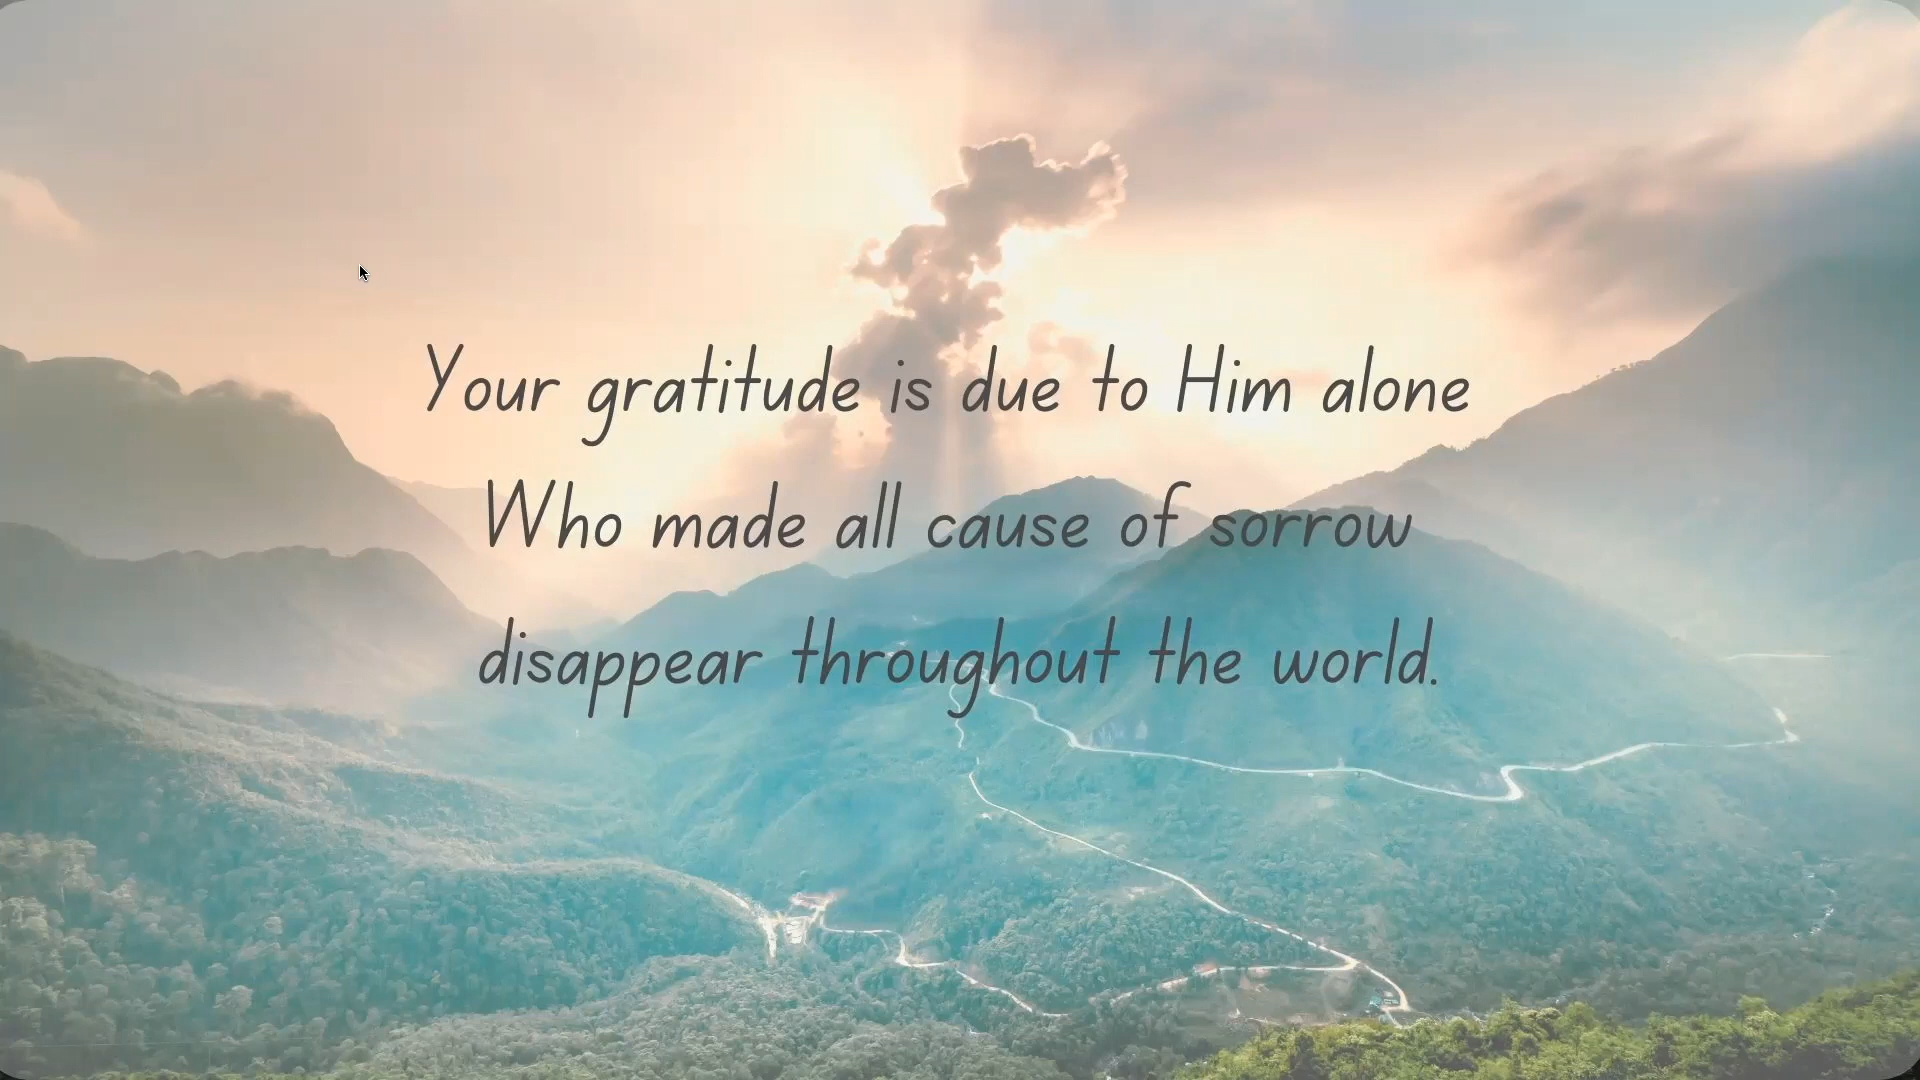 Your gratitude is due to Him alone
Who made all cause of sorrow
disappear throughout the world.